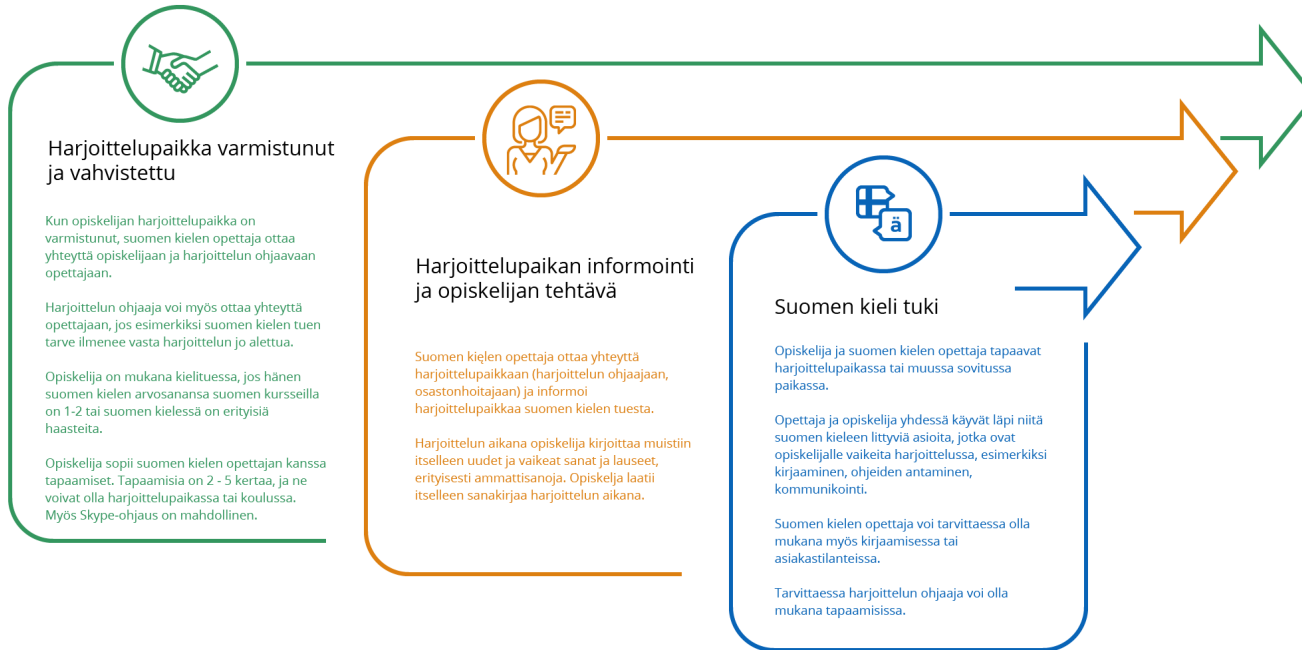 Harjoittelupaikka varmistunut
ja vahvistettu
Kun opiskelijan harjoittelupaikka on
varmistunut, suomen kielen opettaja ottaa
yhteyttä opiskelijaan ja harjoittelun ohjaavaan
opettajaan.
Harjoittelun ohjaaja voi myös ottaa yhteyttä
opettajaan, jos esimerkiksi suomen kielen tuen
tarve ilmenee vasta harjoittelun jo alettua.
Opiskelija on mukana kielituessa, jos hänen
suomen kielen arvosanansa suomen kursseilla
on 1-2 tai suomen kielessä on erityisiä
haasteita.
Opiskelija sopii suomen kielen opettajan kanssa
tapaamiset. Tapaamisia on 2 - 5 kertaa, ja ne
voivat olla harjoittelupaikassa tai koulussa.
Myös Skype-ohjaus on mahdollinen.
Harjoittelupaikan informointi
ja opiskelijan tehtävä
Suomen kięlen opettaja ottaa yhteyttä
harjoittelupaikkaan (harjoittelun ohjaajaan,
osastonhoitajaan) ja informoi
harjoittelupaikkaa suomen kielen tuesta.
Harjoittelun aikana opiskelija kirjoittaa muistiin
itselleen uudet ja vaikeat sanat ja lauseet,
erityisesti ammattisanoja. Opiskelja laatii
itselleen sanakirjaa harjoittelun aikana.
ä
Suomen kieli tuki
Opiskelija ja suomen kielen opettaja tapaavat
harjoittelupaikassa tai muussa sovitussa
paikassa.
Opettaja ja opiskelija yhdessä käyvät läpi niitä
suomen kieleen littyviä asioita, jotka ovat
opiskelijalle vaikeita harjoittelussa, esimerkiksi
kirjaaminen, ohjeiden antaminen,
kommunikointi.
Suomen kielen opettaja voi tarvittaessa olla
mukana myös kirjaamisessa tai
asiakastilanteissa.
Tarvittaessa harjoittelun ohjaaja voi olla
mukana tapaamisissa.